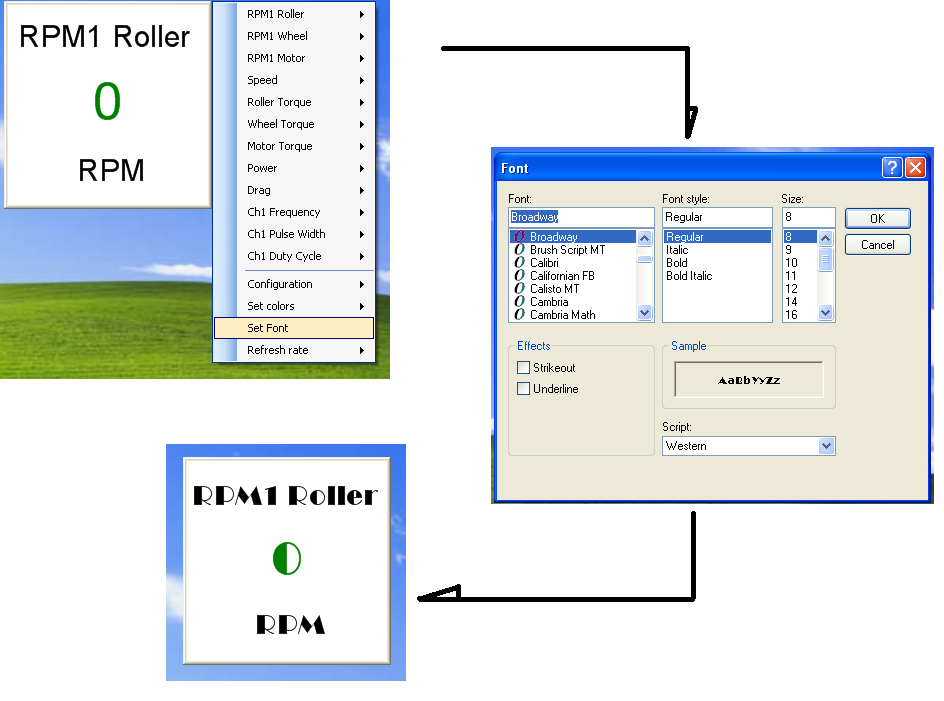 RPM1 Roller
0
RPM
RPM1 Roller
RPM1 Wheel
RPM1 Motor
Speed
Roller Torque
Wheel Torque
Motor Torque
Power
Drag
Ch1 Frequency
Ch1 Pulse Width
Ch1 Duty Cycle
Configuration
Set colors
Set Font
Refresh rate
Font
?
Font:
Broadway
Broadway
Brush Script MT
Calibri
Californian FB
Calisto MT
Cambria
Cambria Math
Font style:
Regular
Regular
Italic
Bold
Bold Italic
Size:
8
8
9
10
11
12
14
16
OK
Cancel
Effects
Strikeout
Underline
Sample
AaBbYyZz
Script:
Western
RPM1 Roller
0
RPM